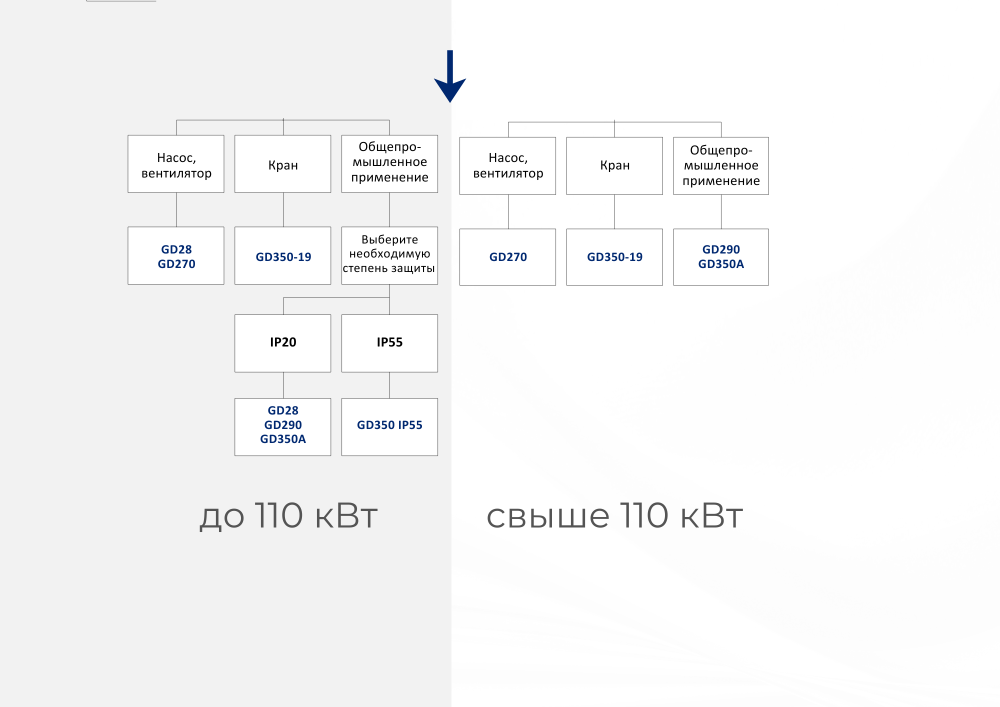 Насос,
вентилятор
Кран
Общепро-
мышленное
применение
GD28
GD270
GD350-19
Выберите
необходимую
степень защиты
IP20
IP55
GD28
GD290
GD350A
GD350 IP55
до 110 кВт
Насос,
вентилятор
Кран
Общепро-
мышленное
применение
GD270
GD350-19
GD290
GD350A
свыше 110 кВт